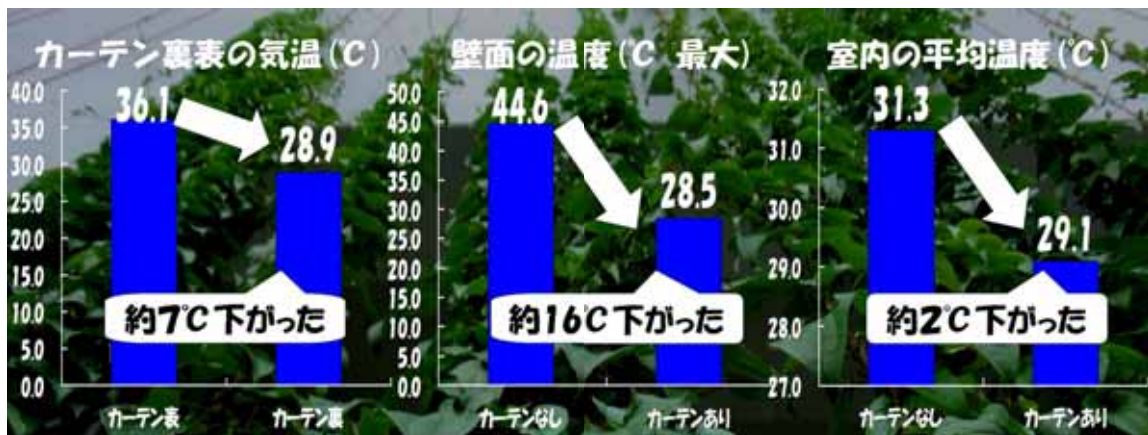 カーテン裏表の気温(℃)
40.0
35.0
30.0
25.0
20.0
15.0
10.0
5.0
0.0
36.1
28.9
約7℃下がった
カーテン表
カーテン裏
壁面の温度(℃ 最大)
50.0
45.0
40.0
35.0
30.0
25.0
20.0
15.0
10.0
5.0
0.0
44.6
28.5
約16℃下がった
カーテンなし
カーテンあり
室内の平均温度(℃)
32.0
31.0
30.0
29.0
28.0
27.0
31.3
29.1
約2℃下がった
カーテンなし
カーテンあり